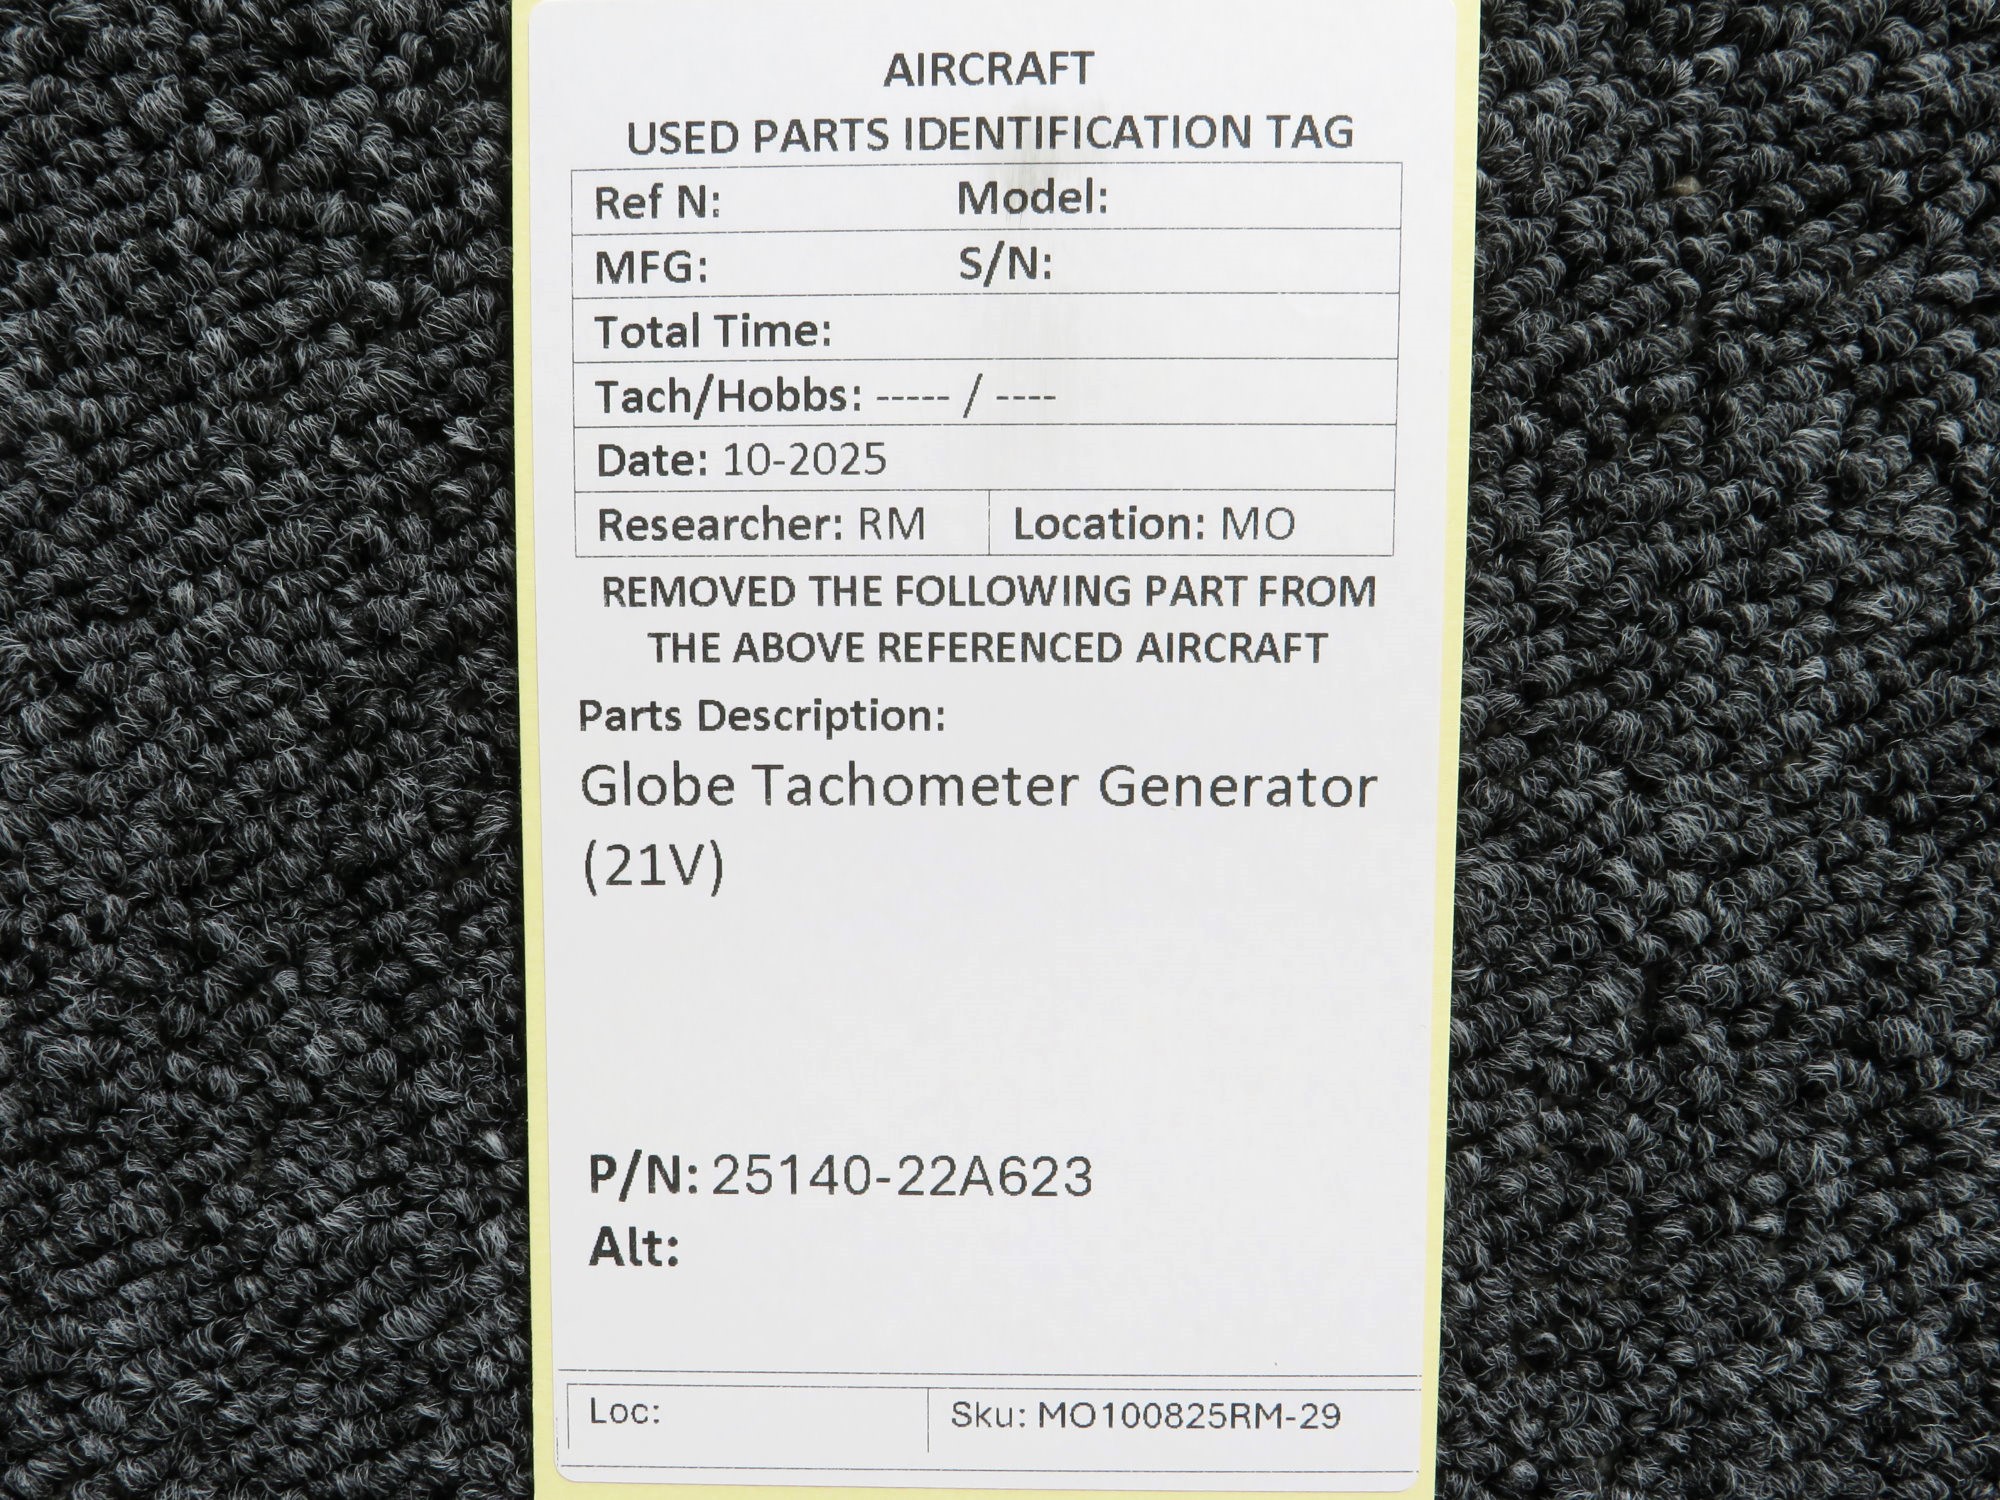 AIRCRAFT
USED PARTS IDENTIFICATION TAG
Ref N: Model:
MFG: S/N:
Total Time:
Tach/Hobbs: ----- / ----
Date: 10-2025
Researcher: RM Location: MO
REMOVED THE FOLLOWING PART FROM
THE ABOVE REFERENCED AIRCRAFT
Parts Description:
Globe Tachometer Generator
(21V)
P/N: 25140-22A623
Alt:
Loc: Sku: MO100825RM-29